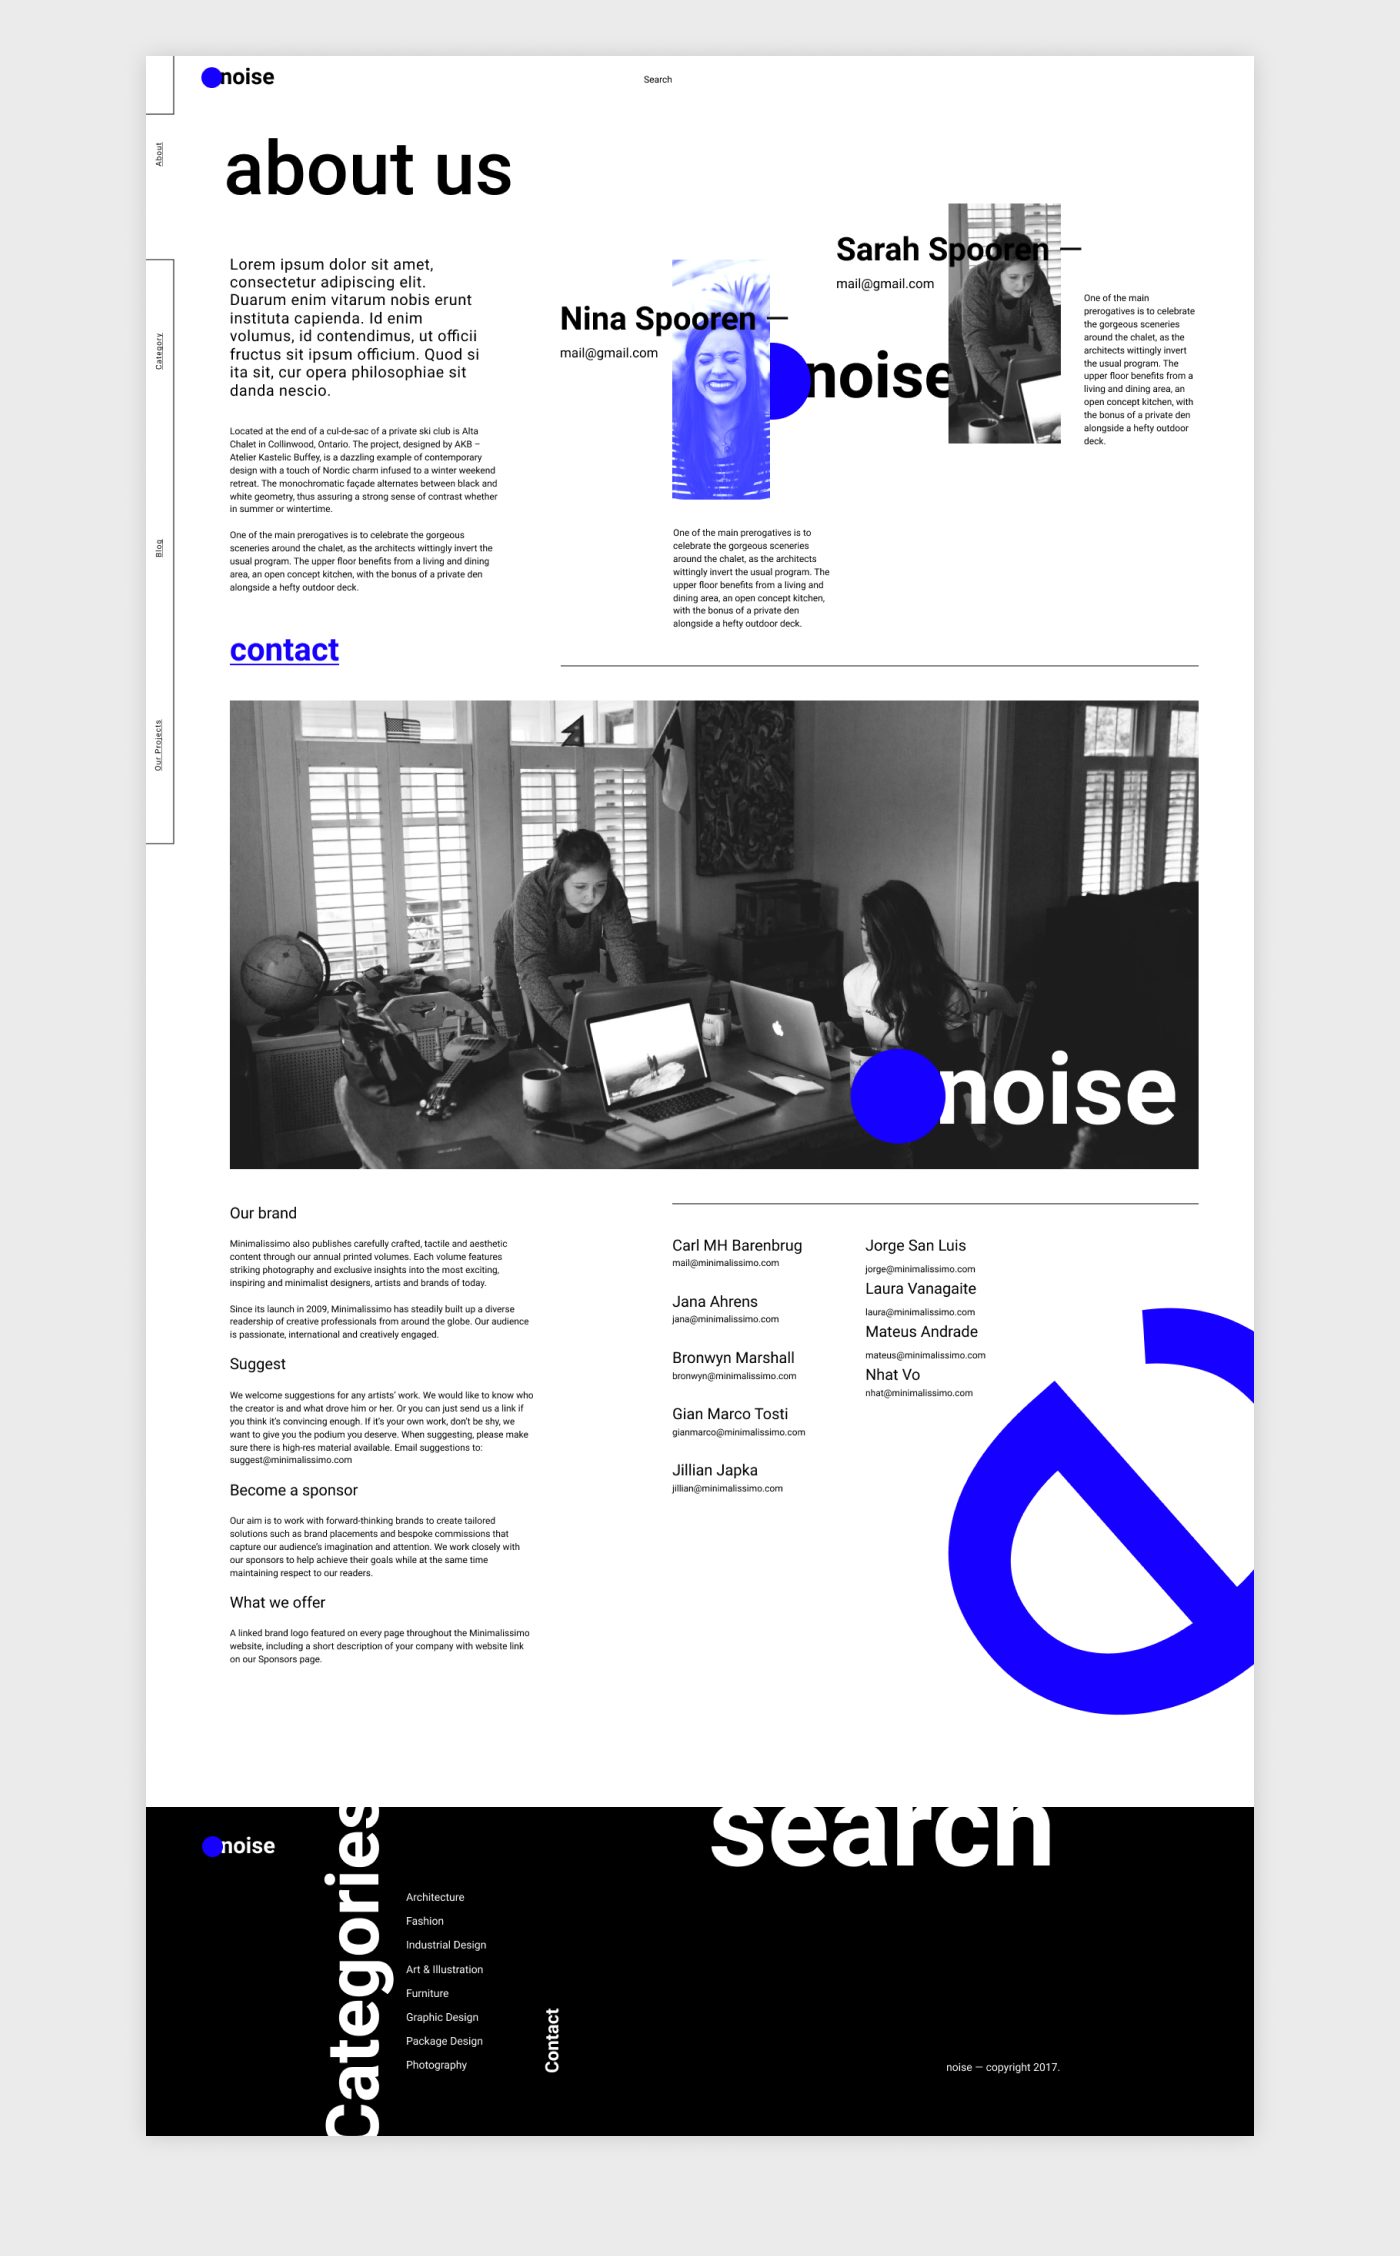 noise
Search
About
Category
Blog
Our Projects
about us
Lorem ipsum dolor sit amet,
consectetur adipiscing elit.
Duarum enim vitarum nobis erunt
instituta capienda. Id enim
volumus, id contendimus, ut officii
fructus sit ipsum officium. Quod si
ita sit, cur opera philosophiae sit
danda nescio.
Located at the end of a cul-de-sac of a private ski club is Alta
Chalet in Collinwood, Ontario. The project, designed by AKB –
Atelier Kastelic Buffey, is a dazzling example of contemporary
design with a touch of Nordic charm infused to a winter weekend
retreat. The monochromatic façade alternates between black and
white geometry, thus assuring a strong sense of contrast whether
in summer or wintertime.
One of the main prerogatives is to celebrate the gorgeous
sceneries around the chalet, as the architects wittingly invert the
usual program. The upper floor benefits from a living and dining
area, an open concept kitchen, with the bonus of a private den
alongside a hefty outdoor deck.
contact
Nina Spooren —
mail@gmail.com
One of the main prerogatives is to
celebrate the gorgeous sceneries
around the chalet, as the architects
wittingly invert the usual program. The
upper floor benefits from a living and
dining area, an open concept kitchen,
with the bonus of a private den
alongside a hefty outdoor deck.
noise
Sarah Spooren —
mail@gmail.com
One of the main
prerogatives is to celebrate
the gorgeous sceneries
around the chalet, as the
architects wittingly invert
the usual program. The
upper floor benefits from a
living and dining area, an
open concept kitchen, with
the bonus of a private den
alongside a hefty outdoor
deck.
noise
Our brand
Minimalissimo also publishes carefully crafted, tactile and aesthetic
content through our annual printed volumes. Each volume features
striking photography and exclusive insights into the most exciting,
inspiring and minimalist designers, artists and brands of today.
Since its launch in 2009, Minimalissimo has steadily built up a diverse
readership of creative professionals from around the globe. Our audience
is passionate, international and creatively engaged.
Suggest
We welcome suggestions for any artists’ work. We would like to know who
the creator is and what drove him or her. Or you can just send us a link if
you think it’s convincing enough. If it’s your own work, don’t be shy, we
want to give you the podium you deserve. When suggesting, please make
sure there is high-res material available. Email suggestions to:
suggest@minimalissimo.com
Become a sponsor
Our aim is to work with forward-thinking brands to create tailored
solutions such as brand placements and bespoke commissions that
capture our audience’s imagination and attention. We work closely with
our sponsors to help achieve their goals while at the same time
maintaining respect to our readers.
What we offer
A linked brand logo featured on every page throughout the Minimalissimo
website, including a short description of your company with website link
on our Sponsors page.
Carl MH Barenbrug
mail@minimalissimo.com
Jana Ahrens
jana@minimalissimo.com
Bronwyn Marshall
bronwyn@minimalissimo.com
Gian Marco Tosti
gianmarco@minimalissimo.com
Jillian Japka
jillian@minimalissimo.com
Jorge San Luis
jorge@minimalissimo.com
Laura Vanagaite
laura@minimalissimo.com
Mateus Andrade
mateus@minimalissimo.com
Nhat Vo
nhat@minimalissimo.com
e
noise
Categories
Architecture
Fashion
Industrial Design
Art & Illustration
Furniture
Graphic Design
Package Design
Photography
Contact
search
noise — copyright 2017.